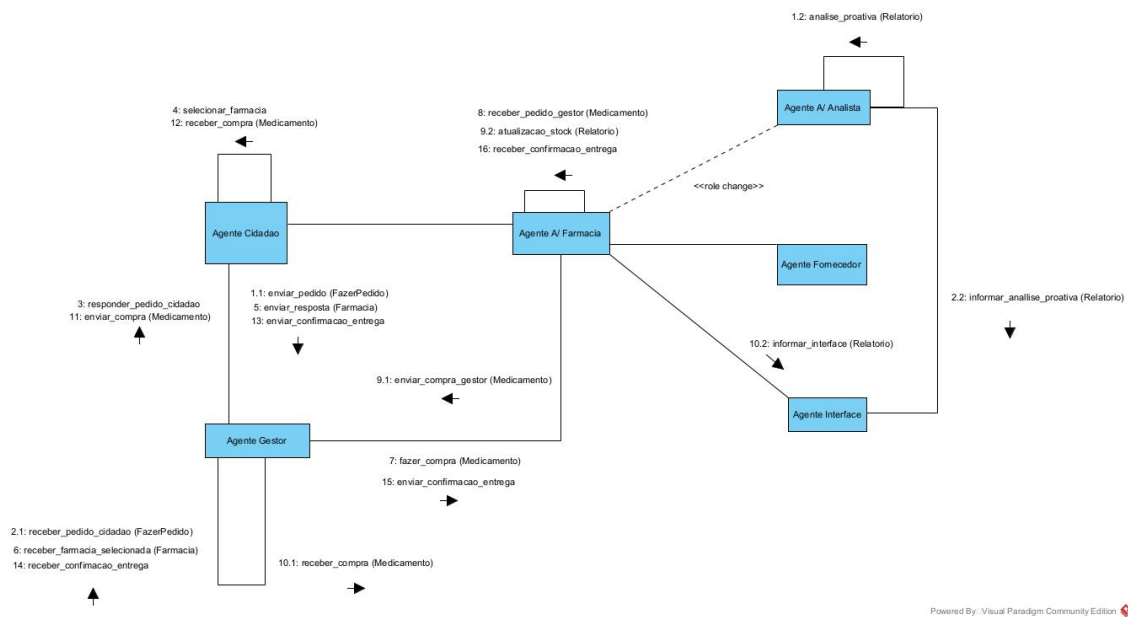 1.2: analise_proativa (Relatorio)
Agente A/ Analista
4: selecionar_farmacia
12: receber_compra (Medicamento)
8: receber_pedido_gestor (Medicamento)
9.2: atualizacao_stock (Relatorio)
16: receber_confirmacao_entrega
<<role change>>
Agente Cidadao
Agente A/ Farmacia
Agente Fornecedor
3: responder_pedido_cidadao
11: enviar_compra (Medicamento)
1.1: enviar_pedido (FazerPedido)
5: enviar_resposta (Farmacia)
13: enviar_confirmacao_entrega
2.2: informar_anallise_proativa (Relatorio)
10.2: informar_interface (Relatorio)
9.1: enviar_compra_gestor (Medicamento)
Agente Interface
Agente Gestor
7: fazer_compra (Medicamento)
15: enviar_confirmacao_entrega
2.1: receber_pedido_cidadao (FazerPedido)
6: receber_farmacia_selecionada (Farmacia)
14: receber_confimacao_entrega
10.1: receber_compra (Medicamento)
Powered By Visual Paradigm Community Edition